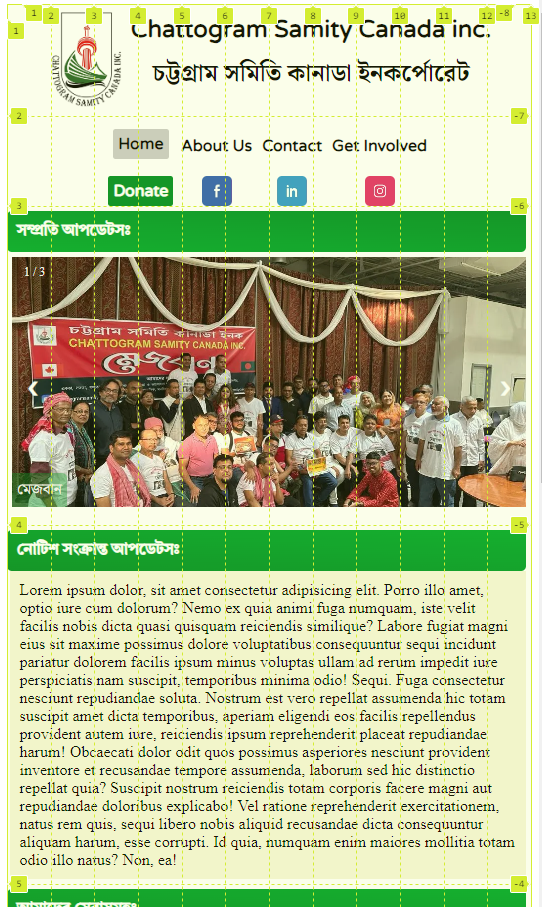 1
2
3
4
5
6
7
8
9
10
11
12
-8
13
1
CHATTOGRAM SAMITY CANADA INC.
Chattogram Samity Canada inc.
চট্টগ্রাম সমিতি কানাডা ইনকর্পোরেট
2
-7
Home
About Us
Contact
Get Involved
Donate
f
in
3
-6
সম্প্রতি আপডেটসঃ
1 / 3
চট্টগ্রাম সমিতি কানাডা ইনক
CHATTOGRAM SAMITY CANADA INC.
মেজবান
❮
❯
মেজবান
4
-5
নোটিশ সংক্রান্ত আপডেটসঃ
Lorem ipsum dolor, sit amet consectetur adipisicing elit. Porro illo amet,
optio iure cum dolorum? Nemo ex quia animi fuga numquam, iste velit
facilis nobis dicta quasi quisquam reiciendis similique? Labore fugiat magni
eius sit maxime possimus dolore voluptatibus consequuntur sequi incidunt
pariatur dolorem facilis ipsum minus voluptas ullam ad rerum impedit iure
perspiciatis nam suscipit, temporibus minima odio! Sequi. Fuga consectetur
nesciunt repudiandae soluta. Nostrum est vero repellat assumenda hic totam
suscipit amet dicta temporibus, aperiam eligendi eos facilis repellendus
provident autem iure, reiciendis ipsum reprehenderit placeat repudiandae
harum! Obcaecati dolor odit quos possimus asperiores nesciunt provident
inventore et recusandae tempore assumenda, laborum sed hic distinctio
repellat quia? Suscipit nostrum reiciendis totam corporis facere magni aut
repudiandae doloribus explicabo! Vel ratione reprehenderit exercitationem,
natus rem quis, sequi libero nobis aliquid recusandae dicta consequuntur
aliquam harum, esse corrupti. Id quia, numquam enim maiores mollitia totam
odio illo natus? Non, ea!
5
-4